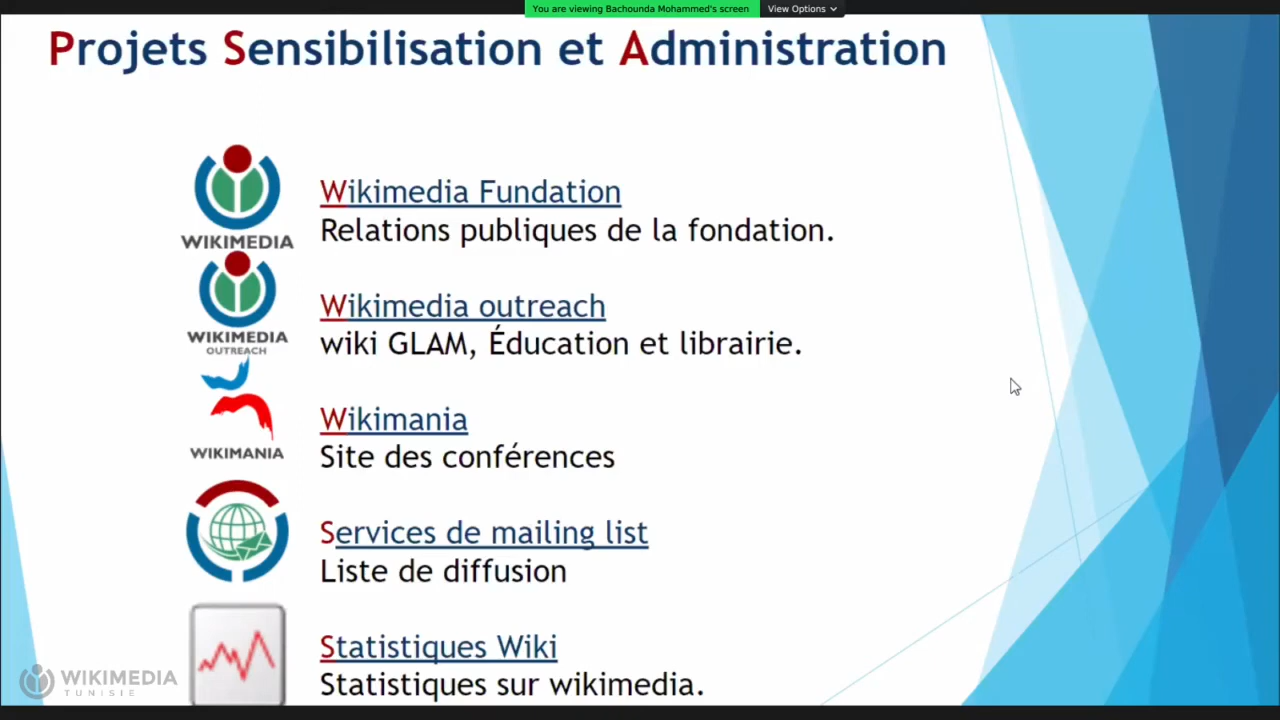 You are viewing Bachounda Mohammed's screen
View Options
Projets Sensibilisation et Administration
WIKIMEDIA
Wikimedia Fundation
Relations publiques de la fondation.
WIKIMEDIA
OUTREACH
Wikimedia outreach
wiki GLAM, Éducation et librairie.
WIKIMANIA
Wikimania
Site des conférences
Services de mailing list
Liste de diffusion
Statistiques Wiki
Statistiques sur wikimedia.
WIKIMEDIA
TUNISIE